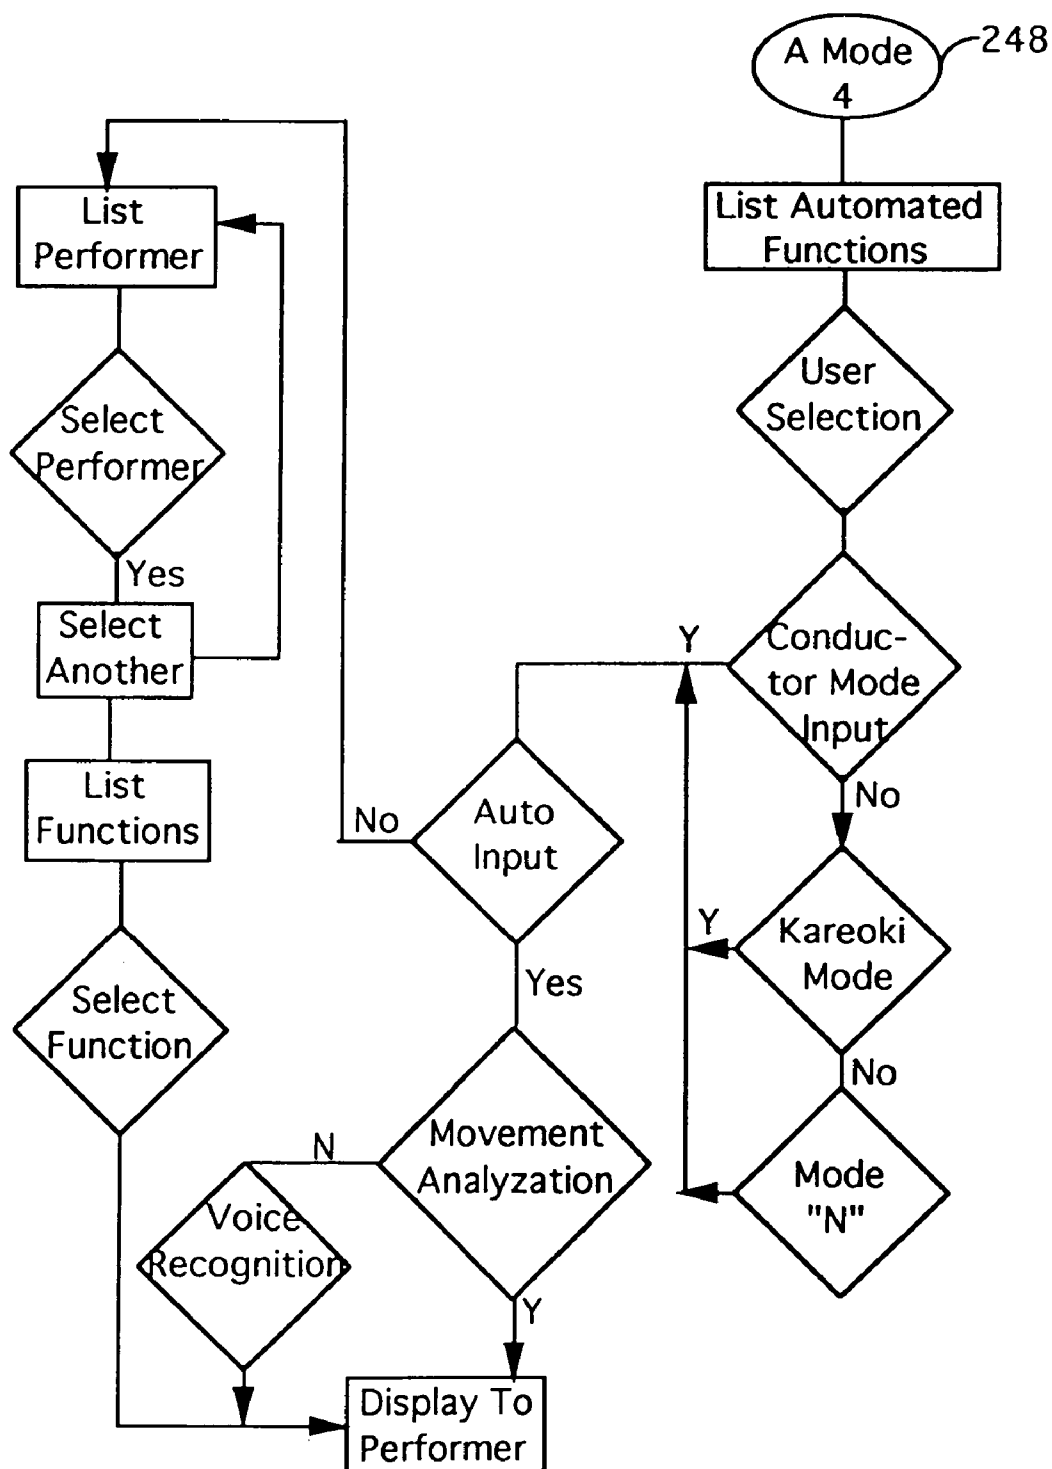 A Mode
4
248
List Automated
Functions
User
Selection
Conduc-
tor Mode
Input
Y
No
Kareoki
Mode
Y
No
Mode
"N"
Auto
Input
No
Yes
Movement
Analyzation
N
Y
Voice
Recognition
List
Performer
Select
Performer
Yes
Select
Another
List
Functions
Select
Function
Display To
Performer